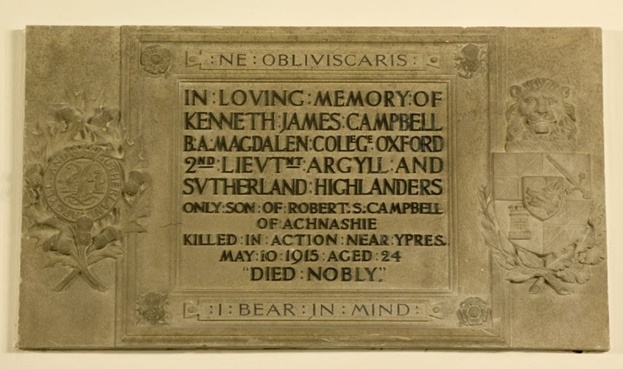 :NE:OBLIVISCARIS:
IN:LOVING:MEMORY:OF
KENNETH:JAMES:CAMPBELL
B:A:MAGDALEN:COLEGE:OXFORD
2ND:LIEVTNT:ARGYLL:AND
SVTHERLAND:HIGHLANDERS
ONLY:SON:OF:ROBERT:S:CAMPBELL
OF ACHNASHIE
KILLED:IN:ACTION:NEAR:YPRES.
MAY:10:1915:AGED:24
"DIED:NOBLY."
:I:BEAR:IN:MIND: